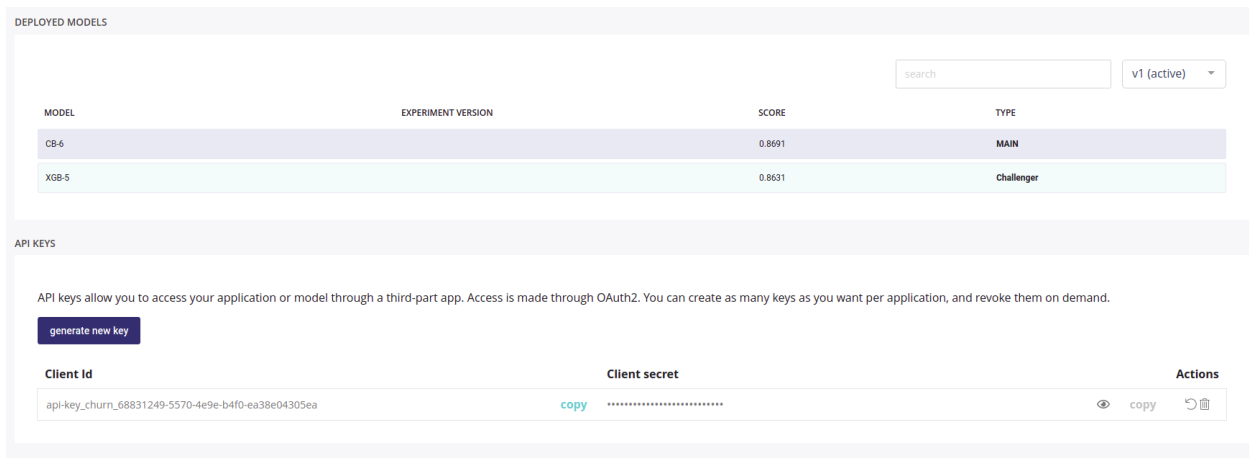 DEPLOYED MODELS
search
v1 (active)
MODEL EXPERIMENT VERSION SCORE TYPE
CB-6 0.8691 MAIN
XGB-5 0.8631 Challenger
API KEYS
API keys allow you to access your application or model through a third-part app. Access is made through OAuth2. You can create as many keys as you want per application, and revoke them on demand.
generate new key
Client Id Client secret Actions
api-key_churn_68831249-5570-4e9e-b4f0-ea38e04305ea copy •••••••••••••••••••••••••• copy